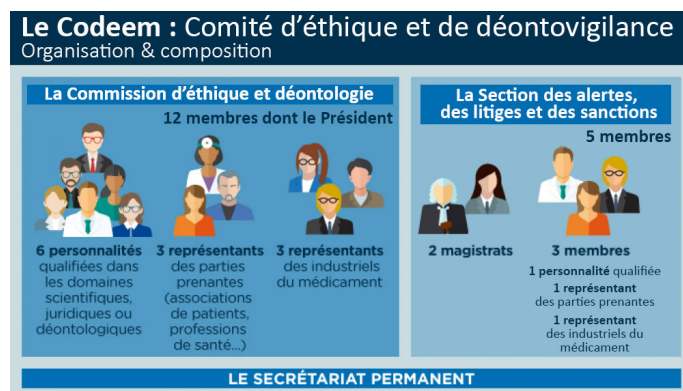 Le Codeem : Comité d'éthique et de déontovigilance
Organisation & composition
La Commission d'éthique et déontologie
12 membres dont le Président
6 personnalités
qualifiées dans
les domaines
scientifiques,
juridiques ou
déontologiques
3 représentants
des parties
prenantes
(associations
de patients,
professions
de santé...)
3 représentants
des industriels
du médicament
La Section des alertes,
des litiges et des sanctions
5 membres
2 magistrats
3 membres
1 personnalité qualifiée
1 représentant
des parties prenantes
1 représentant
des industriels du
médicament
LE SECRÉTARIAT PERMANENT